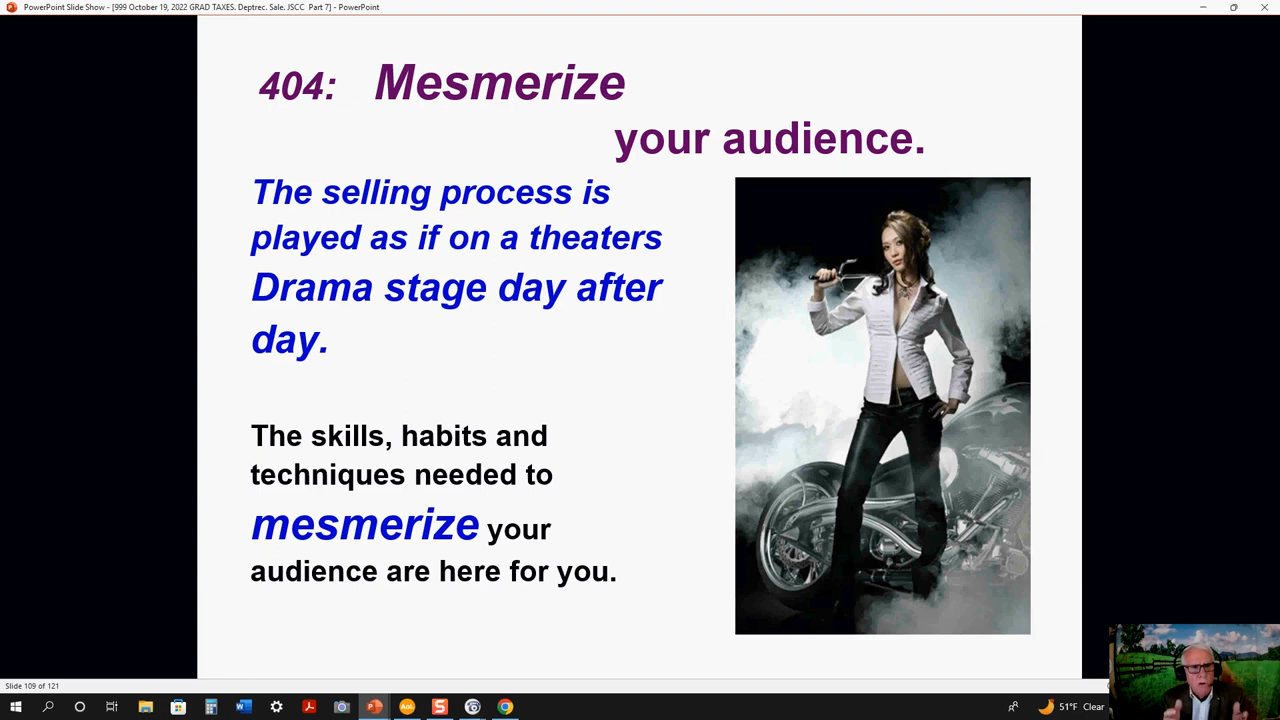 PowerPoint Slide Show - [999 October 19, 2022 GRAD TAXES. Deptrec. Sale. JSCC Part 7] - PowerPoint
404: Mesmerize
your audience.
The selling process is
played as if on a theaters
Drama stage day after
day.
The skills, habits and
techniques needed to
mesmerize your
audience are here for you.
Slide 109 of 121
51°F Clear